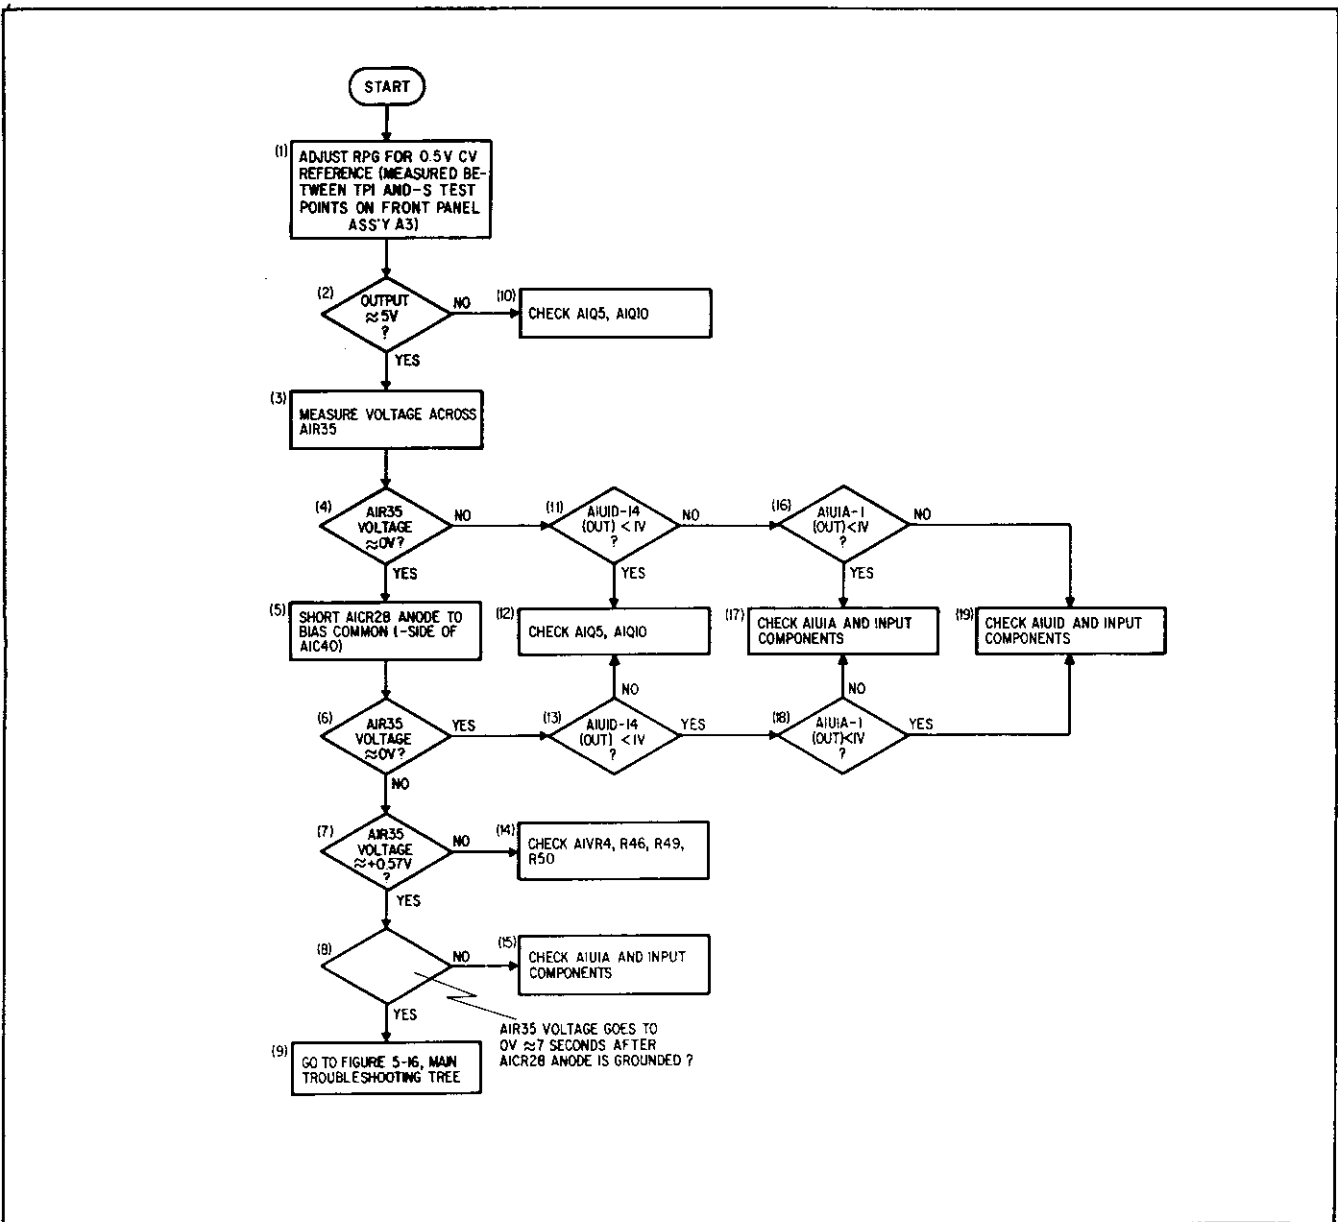 START
(1)
ADJUST RPG FOR 0.5V CV
REFERENCE (MEASURED BE-
TWEEN TP1 AND-S TEST
POINTS ON FRONT PANEL
ASS'Y A3)
(2)
OUTPUT
≈5V
?
NO
YES
(10)
CHECK A1Q5, A1Q10
(3)
MEASURE VOLTAGE ACROSS
A1R35
(4)
A1R35
VOLTAGE
≈0V?
NO
YES
(11)
A1U1D-14
(OUT) < 1V
?
NO
YES
(16)
A1U1A-1
(OUT)<1V
?
NO
YES
(5)
SHORT A1CR28 ANODE TO
BIAS COMMON (-SIDE OF
A1C40)
(12)
CHECK A1Q5, A1Q10
(17)
CHECK A1U1A AND INPUT
COMPONENTS
(19)
CHECK A1U1D AND INPUT
COMPONENTS
(6)
A1R35
VOLTAGE
≈0V?
YES
NO
(13)
A1U1D-14
(OUT) < 1V
?
NO
YES
(18)
A1U1A-1
(OUT)<1V
?
NO
YES
(7)
A1R35
VOLTAGE
≈+0.57V
?
NO
YES
(14)
CHECK A1VR4, R46, R49,
R50
(8)
NO
YES
(15)
CHECK A1U1A AND INPUT
COMPONENTS
A1R35 VOLTAGE GOES TO
0V ≈7 SECONDS AFTER
A1CR28 ANODE IS GROUNDED ?
(9)
GO TO FIGURE 5-16, MAIN
TROUBLESHOOTING TREE